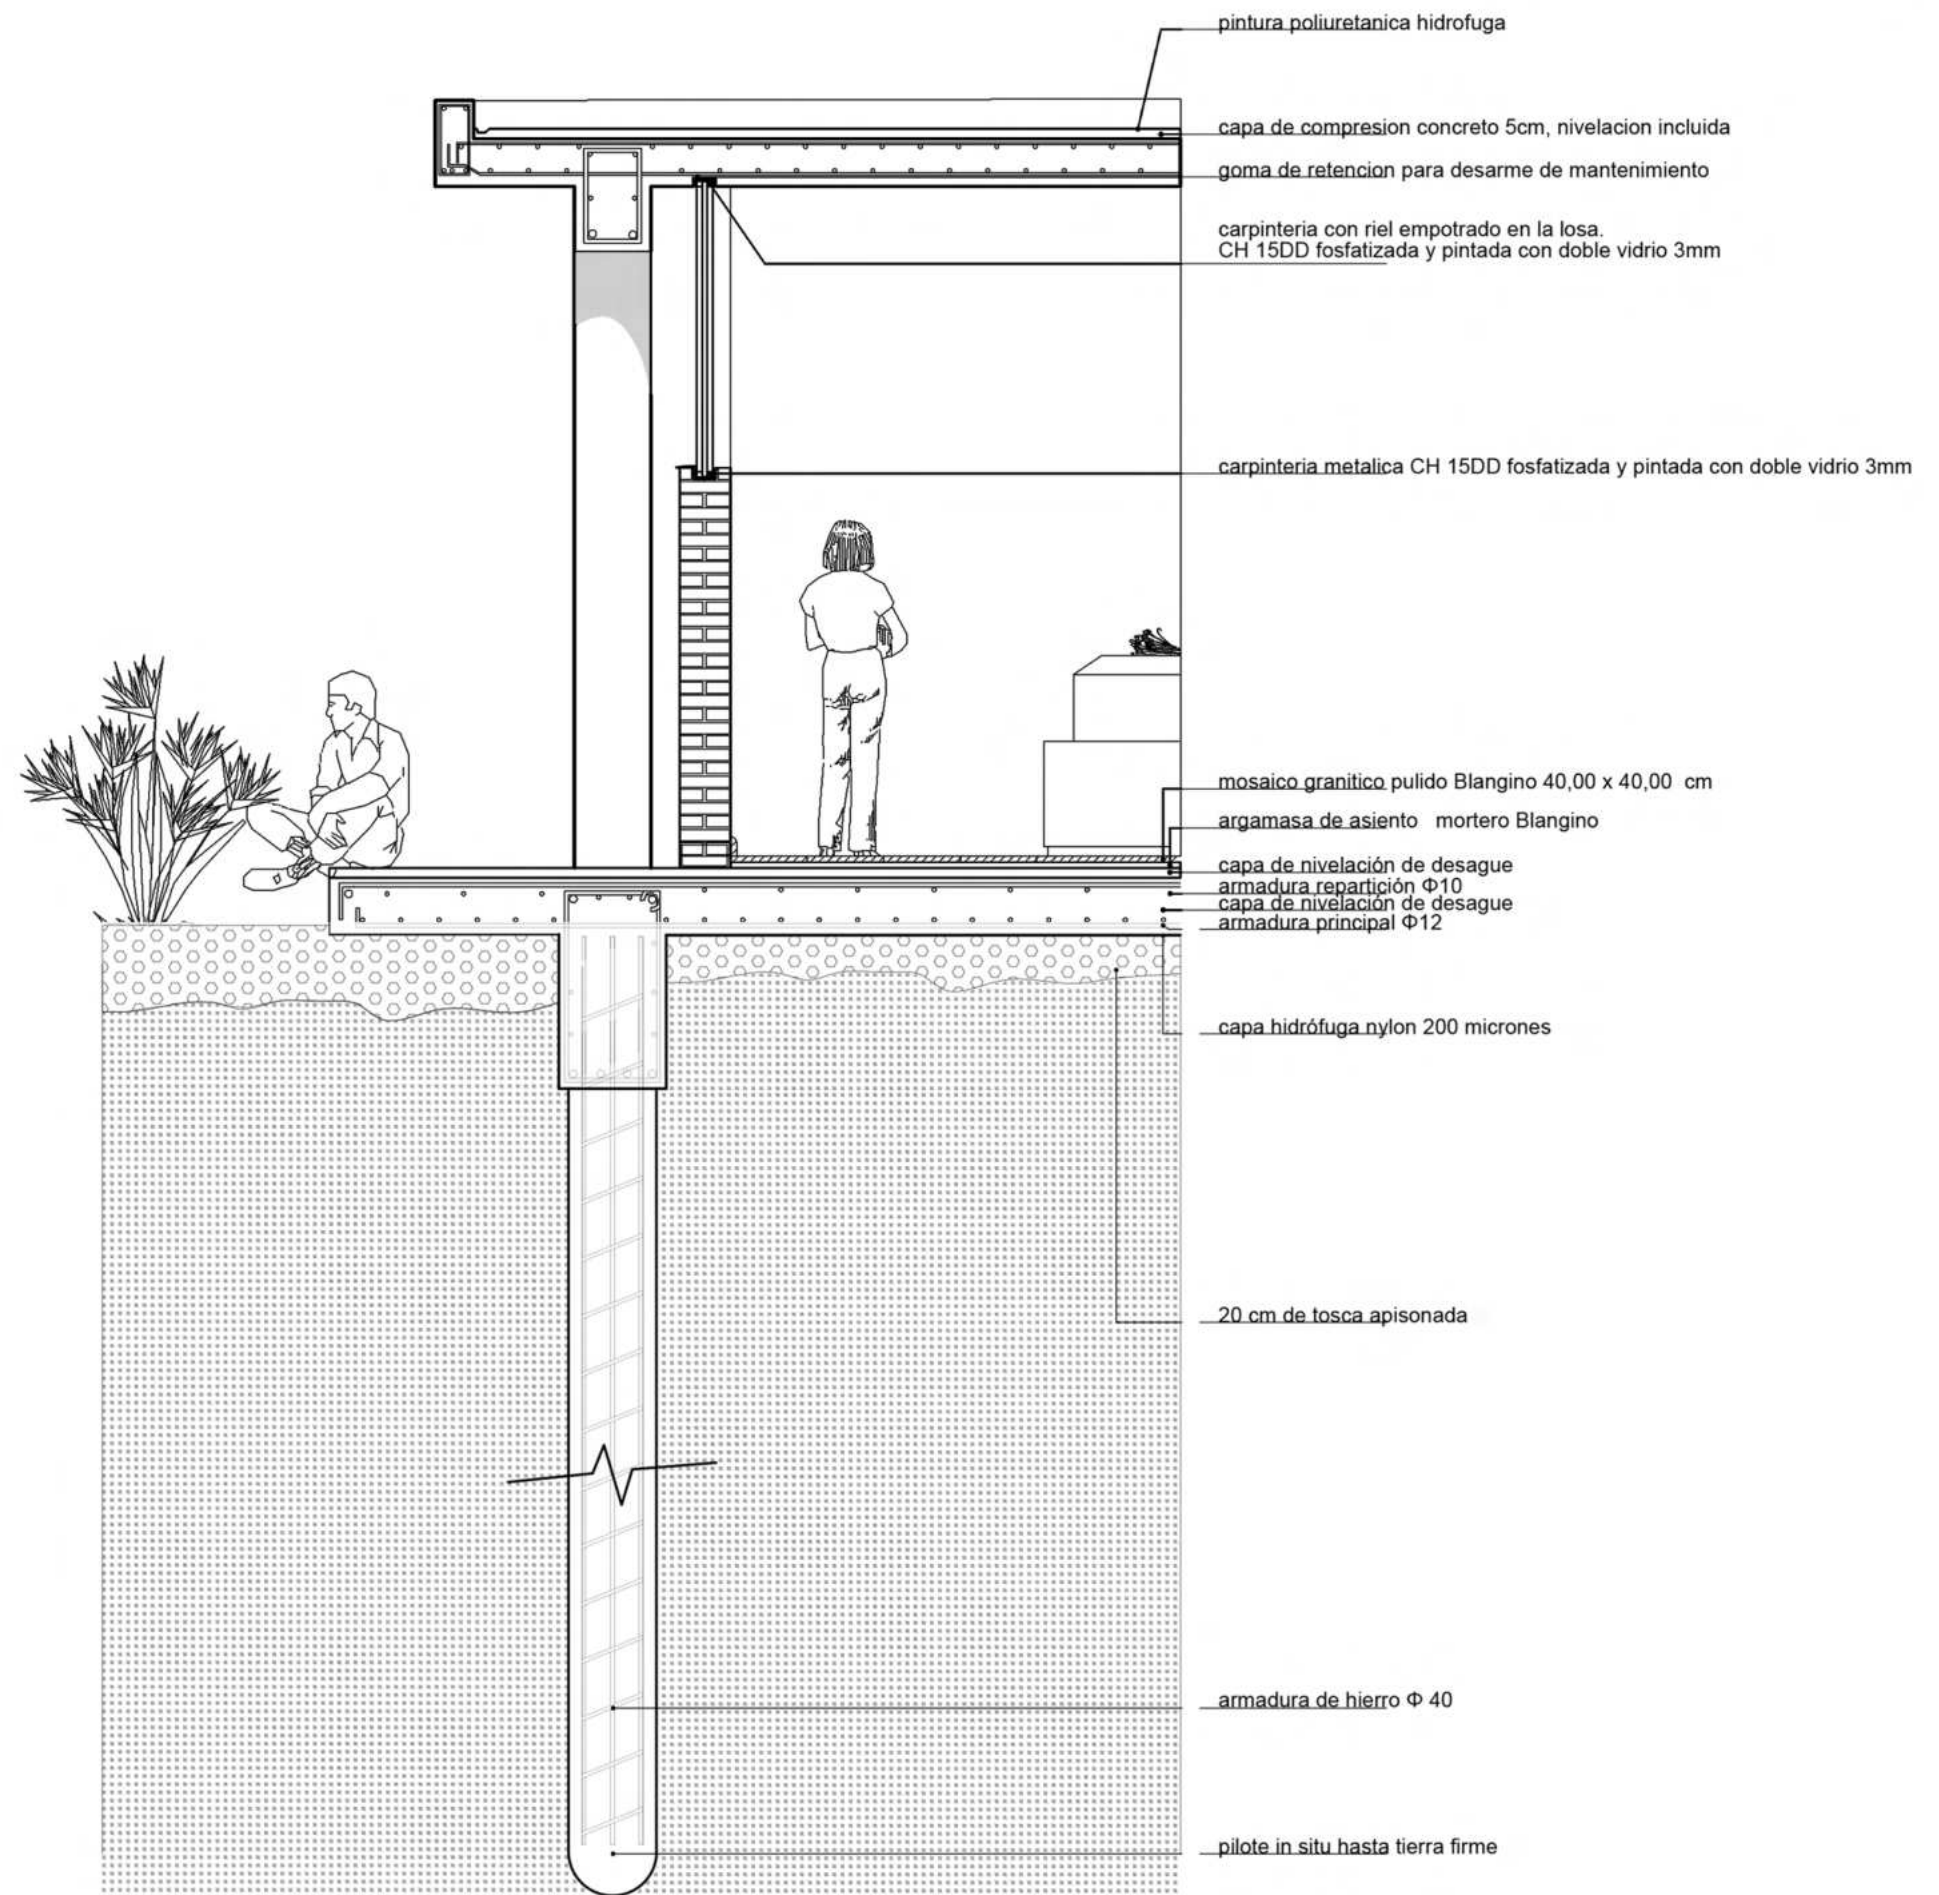 pintura poliuretanica hidrofuga
capa de compresion concreto 5cm, nivelacion incluida
goma de retencion para desarme de mantenimiento
carpinteria con riel empotrado en la losa.
CH 15DD fosfatizada y pintada con doble vidrio 3mm
carpinteria metalica CH 15DD fosfatizada y pintada con doble vidrio 3mm
mosaico granitico pulido Blangino 40,00 x 40,00 cm
argamasa de asiento mortero Blangino
capa de nivelación de desague
armadura repartición Φ10
capa de nivelación de desague
armadura principal Φ12
capa hidrófuga nylon 200 micrones
20 cm de tosca apisonada
armadura de hierro Φ 40
pilote in situ hasta tierra firme